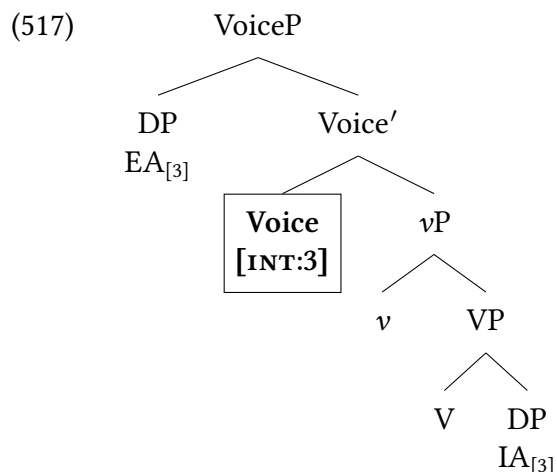 (517) VoiceP
DP Voice′
EA[3]
Voice vP
[INT:3]
v VP
V DP
IA[3]